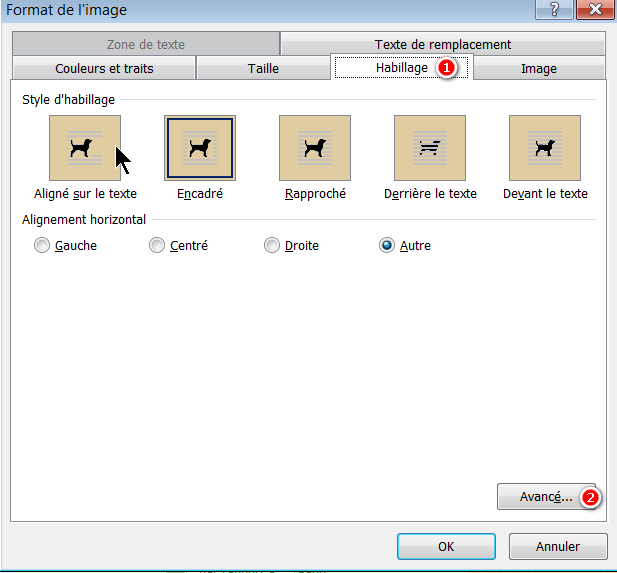 Format de l'image
?
Zone de texte
Texte de remplacement
Couleurs et traits
Taille
Habillage 1
Image
Style d'habillage
Aligné sur le texte
Encadré
Rapproché
Derrière le texte
Devant le texte
Alignement horizontal
Gauche
Centré
Droite
Autre
Avancé... 2
OK
Annuler